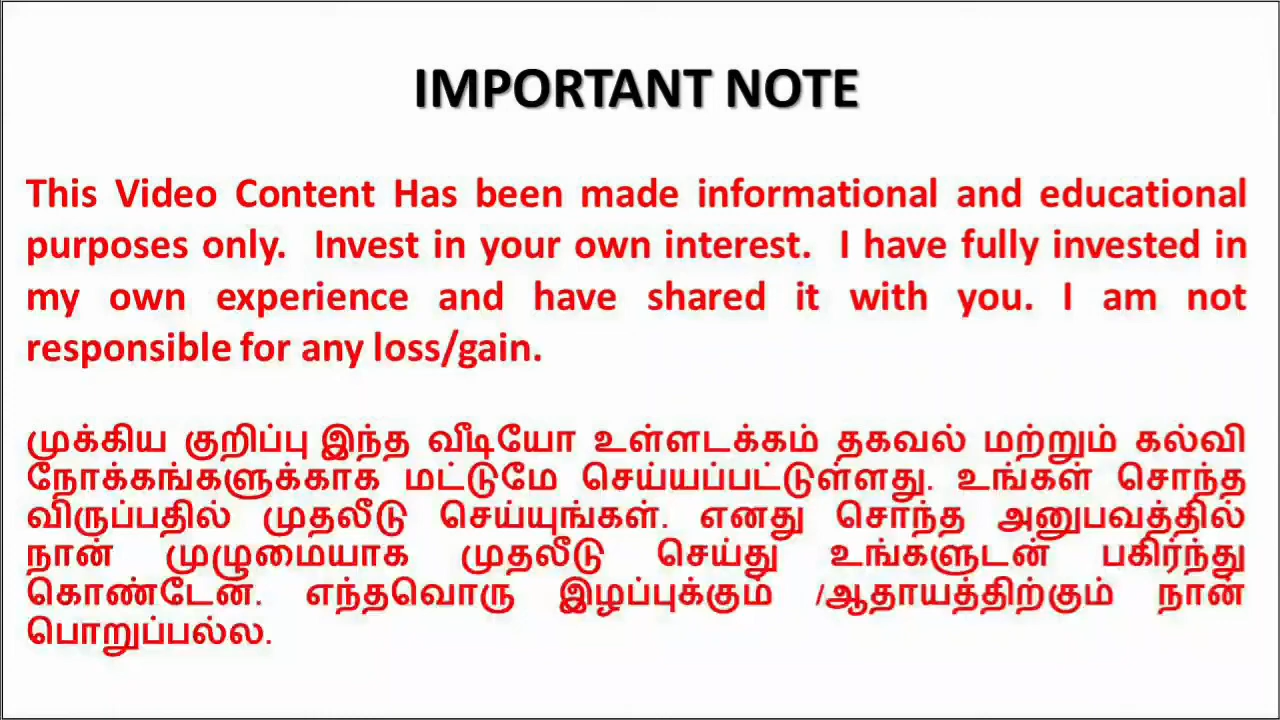 IMPORTANT NOTE
This Video Content Has been made informational and educational
purposes only. Invest in your own interest. I have fully invested in
my own experience and have shared it with you. I am not
responsible for any loss/gain.
முக்கிய குறிப்பு இந்த வீடியோ உள்ளடக்கம் தகவல் மற்றும் கல்வி
நோக்கங்களுக்காக மட்டுமே செய்யப்பட்டுள்ளது. உங்கள் சொந்த
விருப்பதில் முதலீடு செய்யுங்கள். எனது சொந்த அனுபவத்தில்
நான் முழுமையாக முதலீடு செய்து உங்களுடன் பகிர்ந்து
கொண்டேன். எந்தவொரு இழப்புக்கும் /ஆதாயத்திற்கும் நான்
பொறுப்பல்ல.